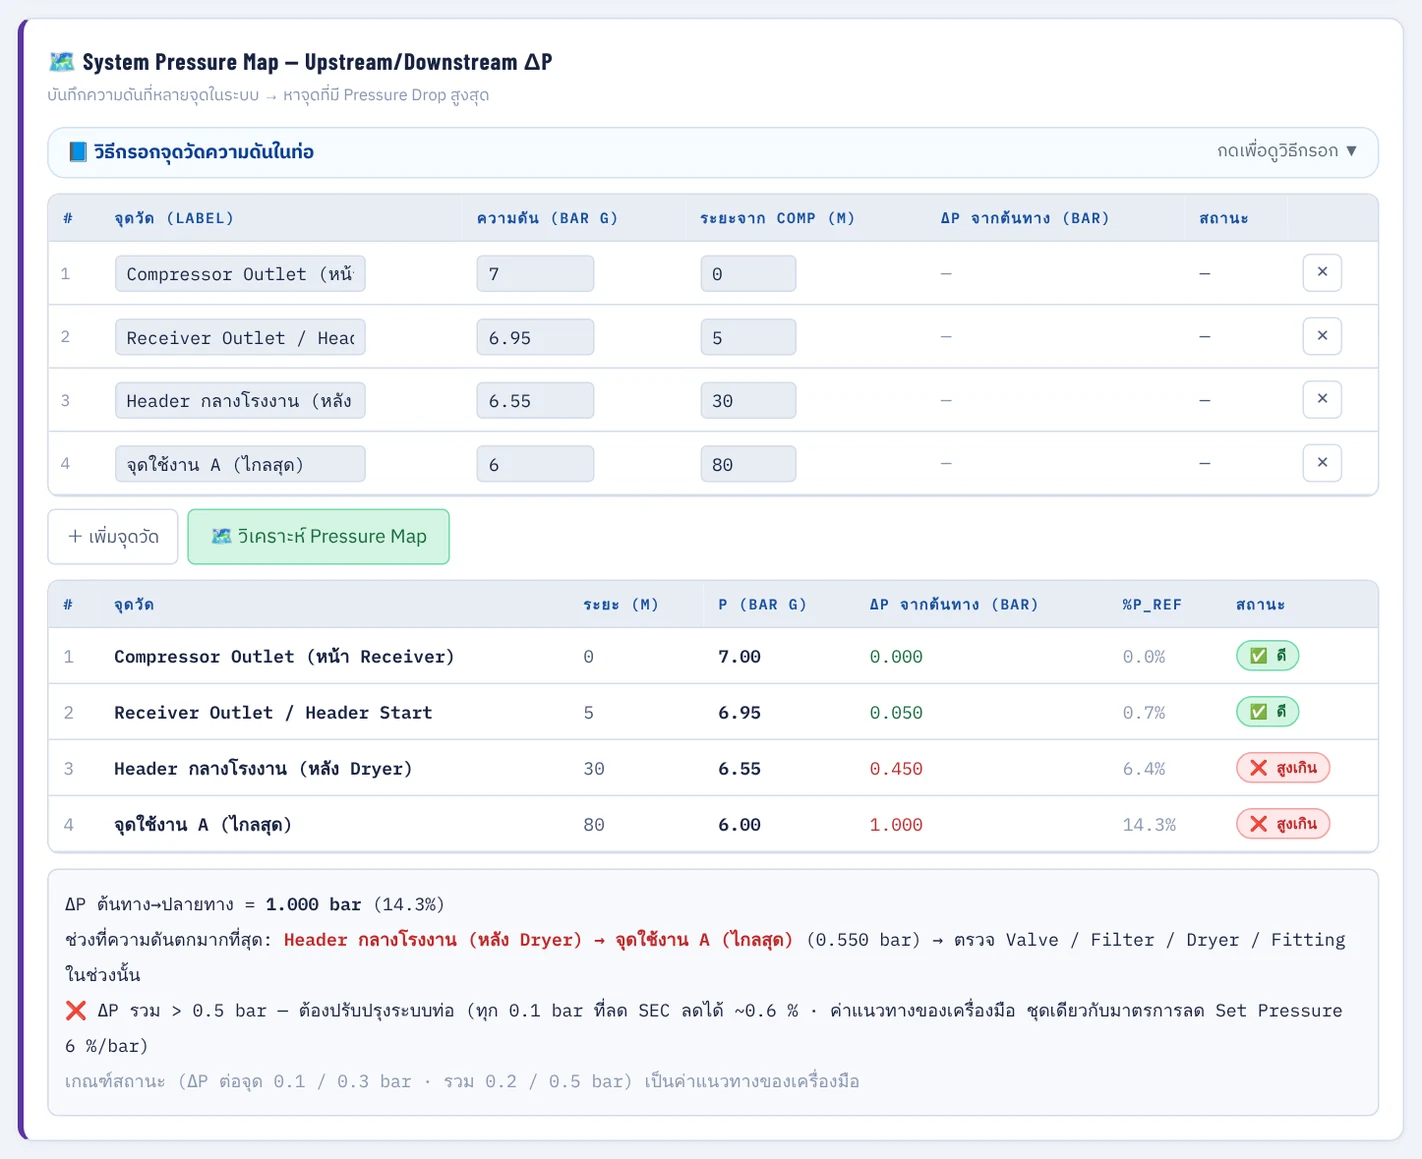 🗺️ System Pressure Map — Upstream/Downstream ΔP
บันทึกความดันที่หลายจุดในระบบ → หาจุดที่มี Pressure Drop สูงสุด
📘 วิธีกรอกจุดวัดความดันในท่อ กดเพื่อดูวิธีกรอก ▼
# จุดวัด (LABEL) ความดัน (BAR G) ระยะจาก COMP (M) ΔP จากต้นทาง (BAR) สถานะ
1 Compressor Outlet (หน้ 7 0 — — ×
2 Receiver Outlet / Head 6.95 5 — — ×
3 Header กลางโรงงาน (หลัง 6.55 30 — — ×
4 จุดใช้งาน A (ไกลสุด) 6 80 — — ×
+ เพิ่มจุดวัด 🗺️ วิเคราะห์ Pressure Map
# จุดวัด ระยะ (M) P (BAR G) ΔP จากต้นทาง (BAR) %P_REF สถานะ
1 Compressor Outlet (หน้า Receiver) 0 7.00 0.000 0.0% ✅ ดี
2 Receiver Outlet / Header Start 5 6.95 0.050 0.7% ✅ ดี
3 Header กลางโรงงาน (หลัง Dryer) 30 6.55 0.450 6.4% ❌ สูงเกิน
4 จุดใช้งาน A (ไกลสุด) 80 6.00 1.000 14.3% ❌ สูงเกิน
ΔP ต้นทาง→ปลายทาง = 1.000 bar (14.3%)
ช่วงที่ความดันตกมากที่สุด: Header กลางโรงงาน (หลัง Dryer) → จุดใช้งาน A (ไกลสุด) (0.550 bar) → ตรวจ Valve / Filter / Dryer / Fitting
ในช่วงนั้น
❌ ΔP รวม > 0.5 bar — ต้องปรับปรุงระบบท่อ (ทุก 0.1 bar ที่ลด SEC ลดได้ ~0.6 % · ค่าแนวทางของเครื่องมือ ชุดเดียวกับมาตรการลด Set Pressure
6 %/bar)
เกณฑ์สถานะ (ΔP ต่อจุด 0.1 / 0.3 bar · รวม 0.2 / 0.5 bar) เป็นค่าแนวทางของเครื่องมือ